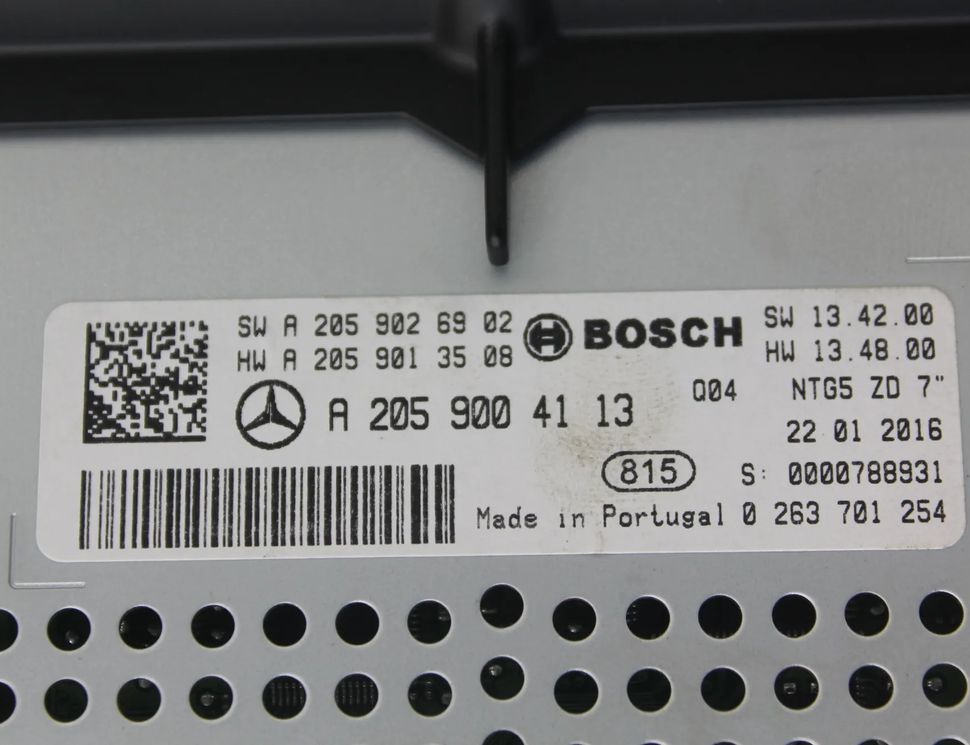 SW A 205 902 69 02
HW A 205 901 35 08
BOSCH
SW 13.42.00
HW 13.48.00
A 205 900 41 13
Q04
NTG5 ZD 7"
22 01 2016
815
S: 0000788931
Made in Portugal 0 263 701 254